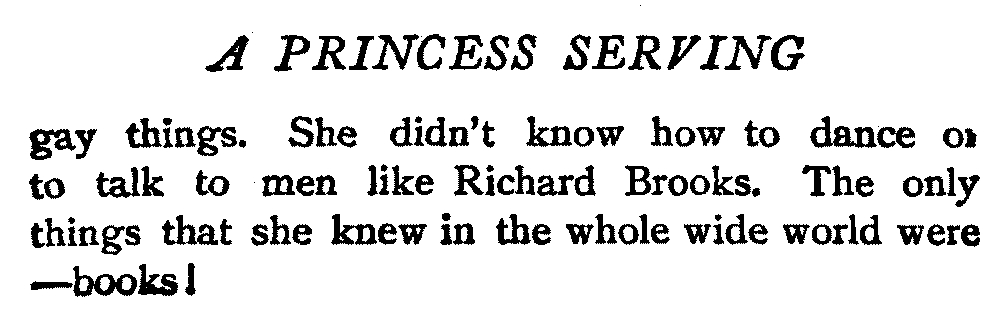 A PRINCESS SERVING
gay things. She didn't know how to dance or
to talk to men like Richard Brooks. The only
things that she knew in the whole wide world were
—books!